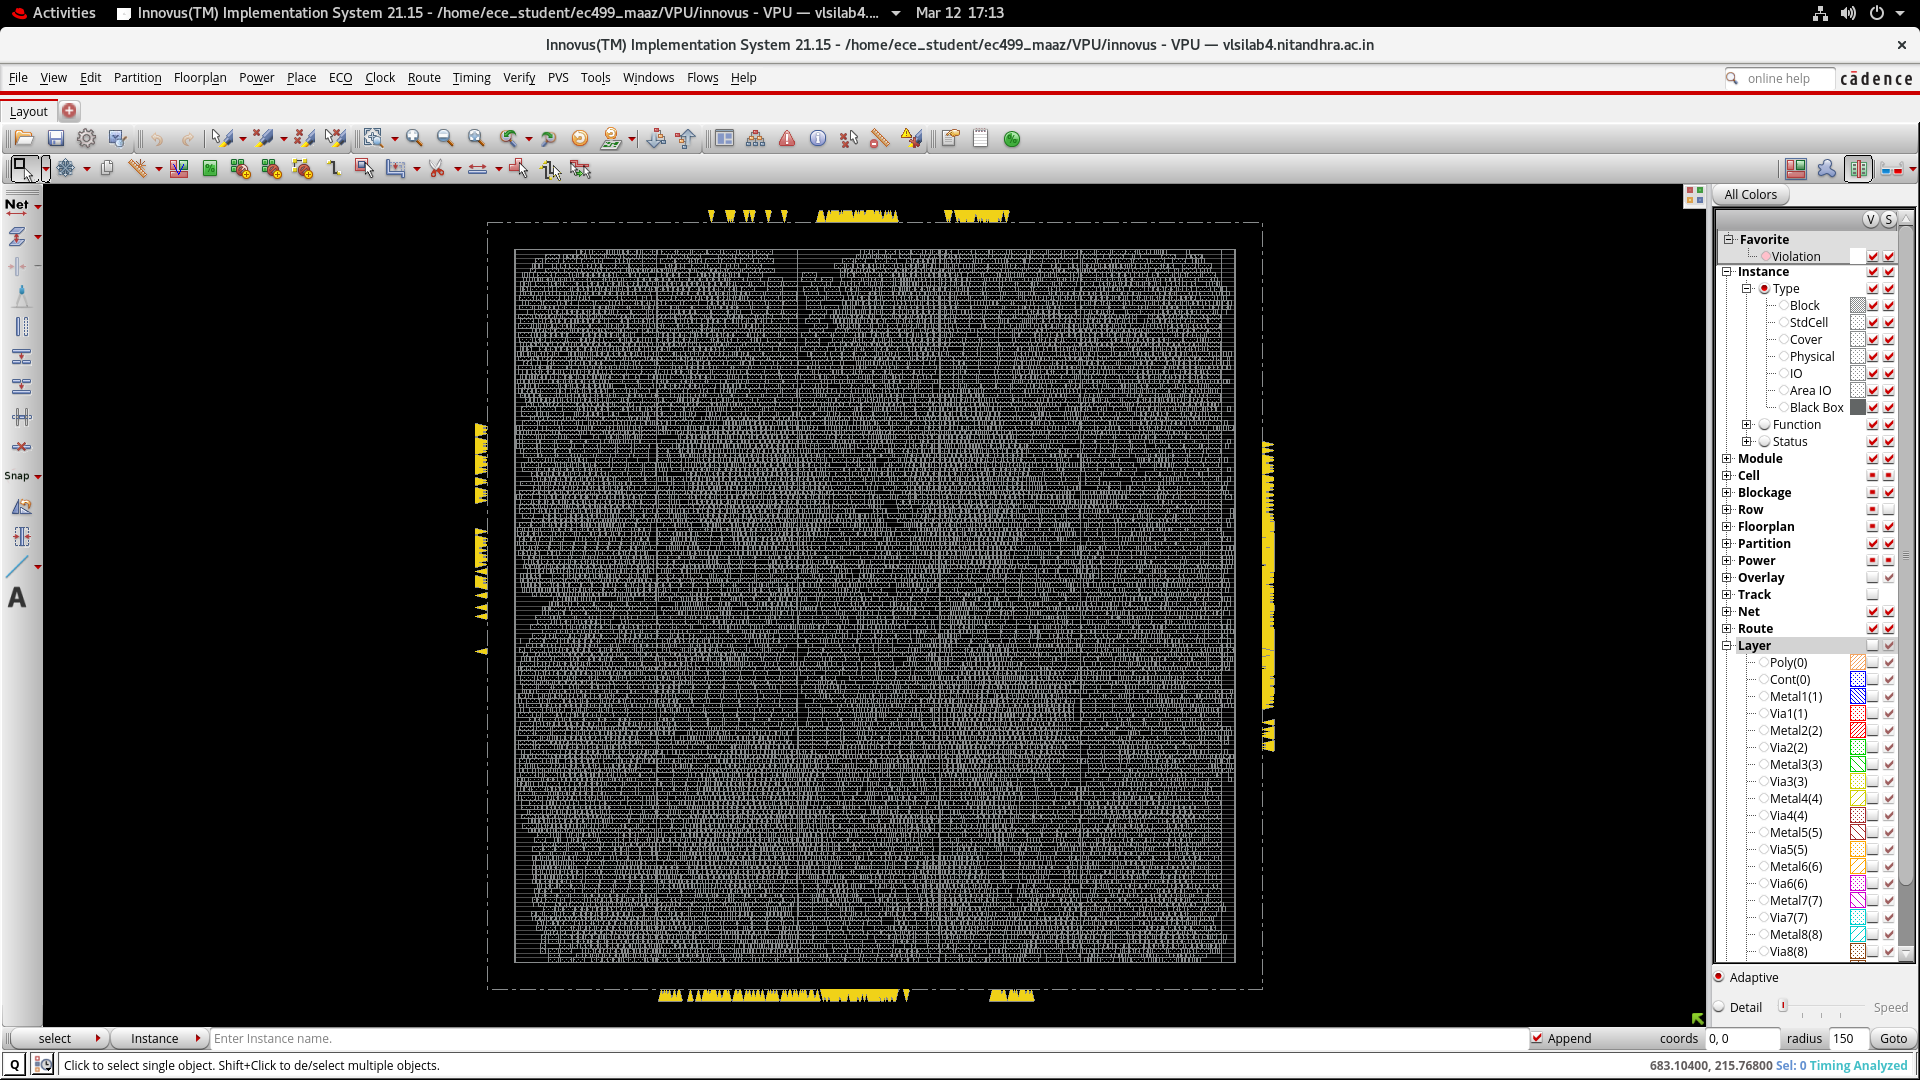 Activities
Innovus(TM) Implementation System 21.15 - /home/ece_student/ec499_maaz/VPU/innovus - VPU — vlsilab4....
Mar 12 17:13
Innovus(TM) Implementation System 21.15 - /home/ece_student/ec499_maaz/VPU/innovus - VPU — vlsilab4.nitandhra.ac.in
File View Edit Partition Floorplan Power Place ECO Clock Route Timing Verify PVS Tools Windows Flows Help
online help
cādence
Layout
Net
Snap
A
All Colors
V S
Favorite
Violation
Instance
Type
Block
StdCell
Cover
Physical
IO
Area IO
Black Box
Function
Status
Module
Cell
Blockage
Row
Floorplan
Partition
Power
Overlay
Track
Net
Route
Layer
Poly(0)
Cont(0)
Metal1(1)
Via1(1)
Metal2(2)
Via2(2)
Metal3(3)
Via3(3)
Metal4(4)
Via4(4)
Metal5(5)
Via5(5)
Metal6(6)
Via6(6)
Metal7(7)
Via7(7)
Metal8(8)
Via8(8)
Adaptive
Detail
Speed
select
Instance
Enter Instance name.
Append
coords 0, 0
radius 150
Goto
Q
Click to select single object. Shift+Click to de/select multiple objects.
683.10400, 215.76800 Sel: 0 Timing Analyzed